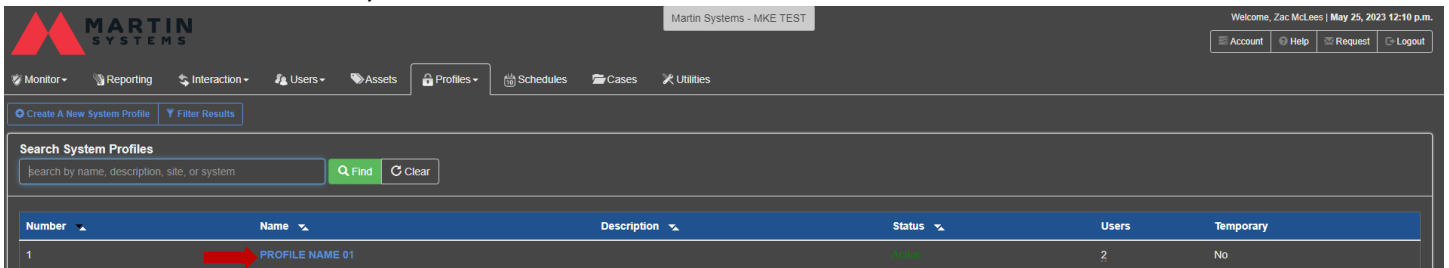 MARTIN
SYSTEMS
Martin Systems - MKE TEST
Welcome, Zac McLees | May 25, 2023 12:10 p.m.
Account Help Request Logout
Monitor Reporting Interaction Users Assets Profiles Schedules Cases Utilities
Create A New System Profile Filter Results
Search System Profiles
search by name, description, site, or system Find Clear
Number Name Description Status Users Temporary
1 PROFILE NAME 01 Active 2 No